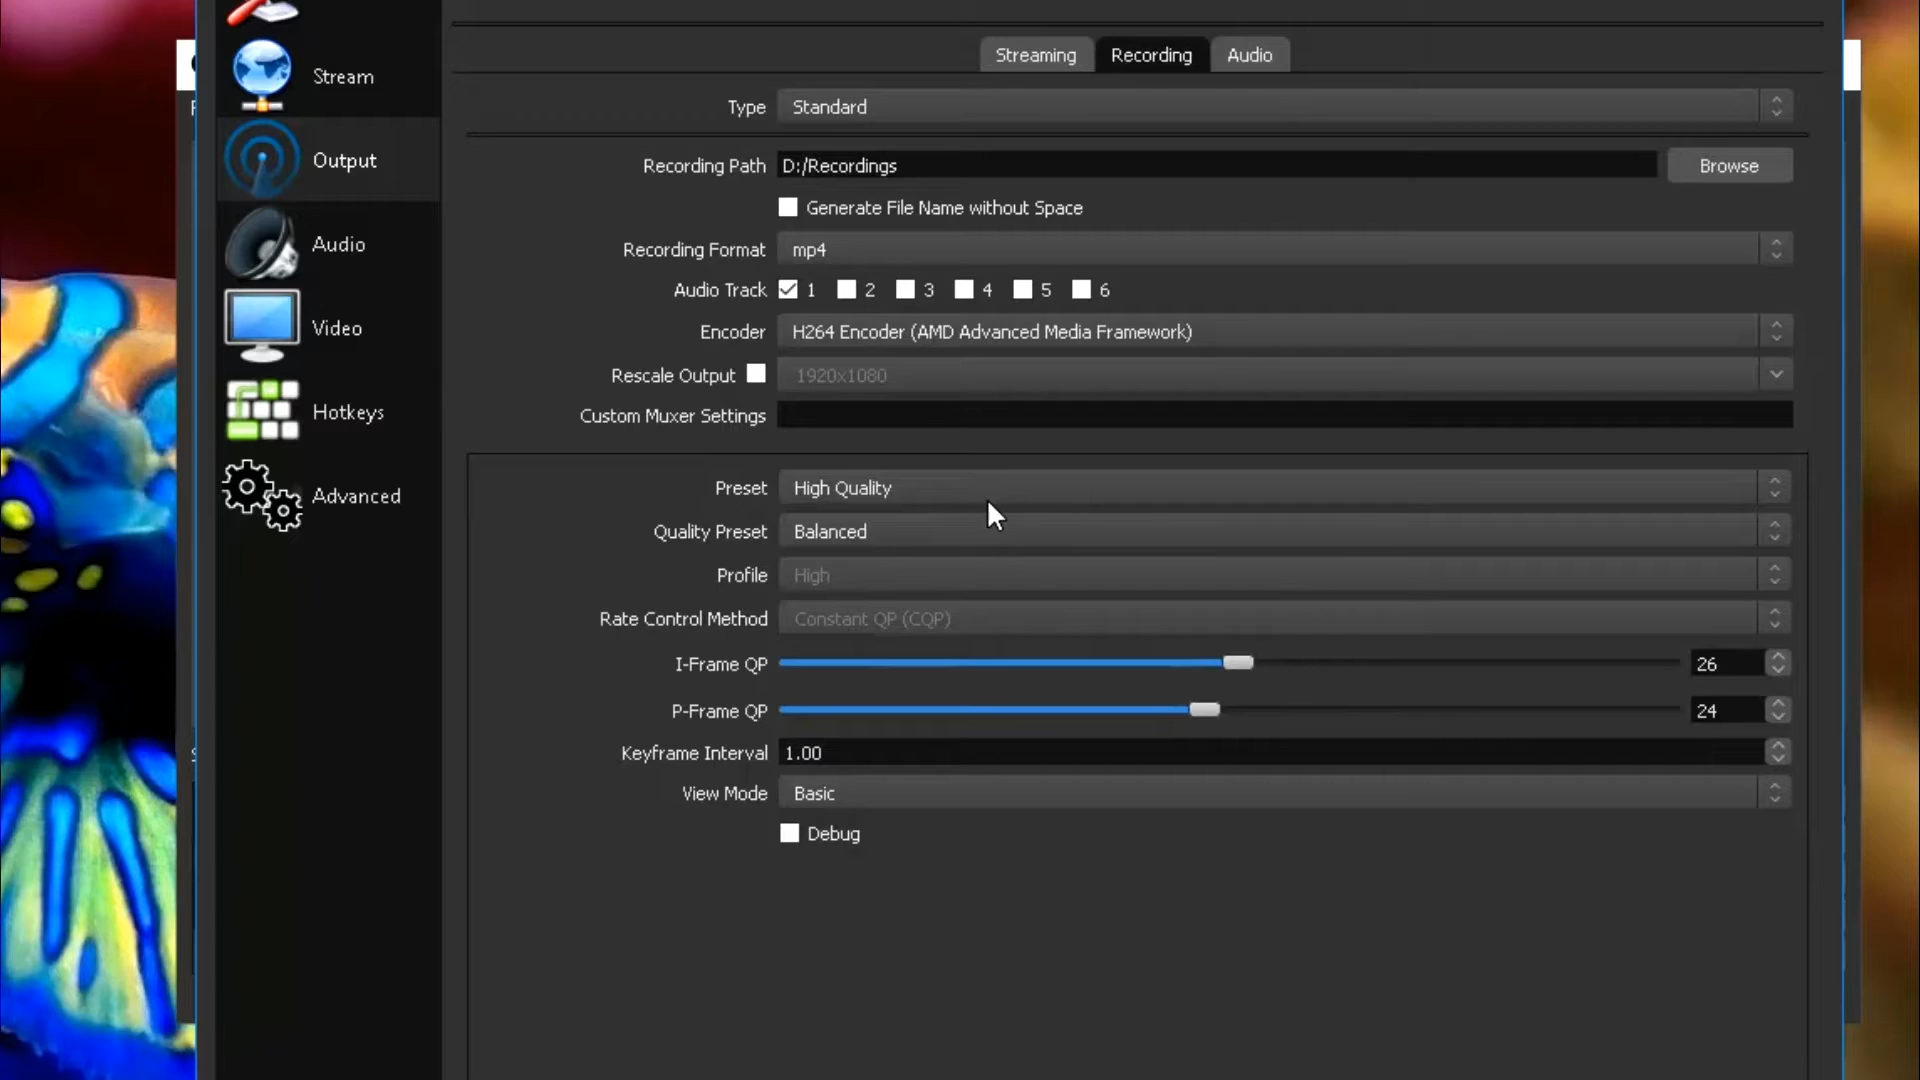 Streaming
Recording
Audio
Stream
Type Standard
Output
Recording Path D:/Recordings Browse
Generate File Name without Space
Audio
Recording Format mp4
Audio Track 1 2 3 4 5 6
Video
Encoder H264 Encoder (AMD Advanced Media Framework)
Rescale Output 1920x1080
Hotkeys
Custom Muxer Settings
Preset High Quality
Advanced
Quality Preset Balanced
Profile High
Rate Control Method Constant QP (CQP)
I-Frame QP 26
P-Frame QP 24
Keyframe Interval 1.00
View Mode Basic
Debug